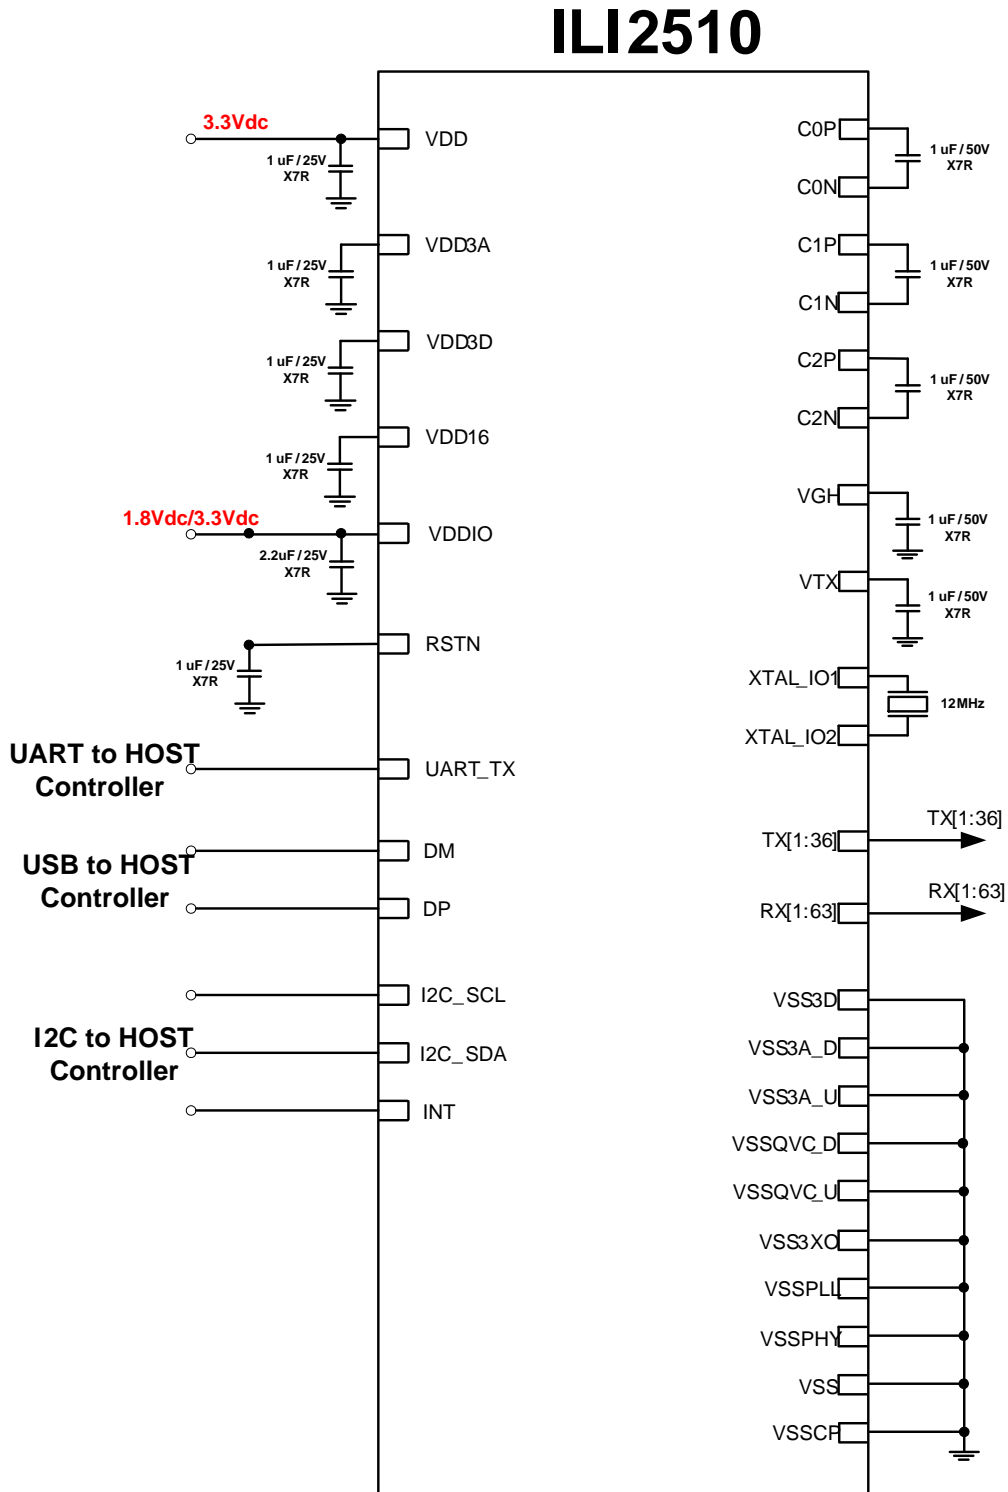 ILI2510
3.3Vdc
VDD
1 uF / 25V
X7R
VDD3A
1 uF / 25V
X7R
VDD3D
1 uF / 25V
X7R
VDD16
1 uF / 25V
X7R
1.8Vdc/3.3Vdc
VDDIO
2.2uF / 25V
X7R
RSTN
1 uF / 25V
X7R
UART to HOST
Controller
UART_TX
USB to HOST
Controller
DM
DP
I2C_SCL
I2C to HOST
Controller
I2C_SDA
INT
C0P
1 uF / 50V
X7R
C0N
C1P
1 uF / 50V
X7R
C1N
C2P
1 uF / 50V
X7R
C2N
VGH
1 uF / 50V
X7R
VTX
1 uF / 50V
X7R
XTAL_IO1
12MHz
XTAL_IO2
TX[1:36]
TX[1:36]
RX[1:63]
RX[1:63]
VSS3D
VSS3A_D
VSS3A_U
VSSQVC_D
VSSQVC_U
VSS3XO
VSSPLL
VSSPHY
VSS
VSSCP